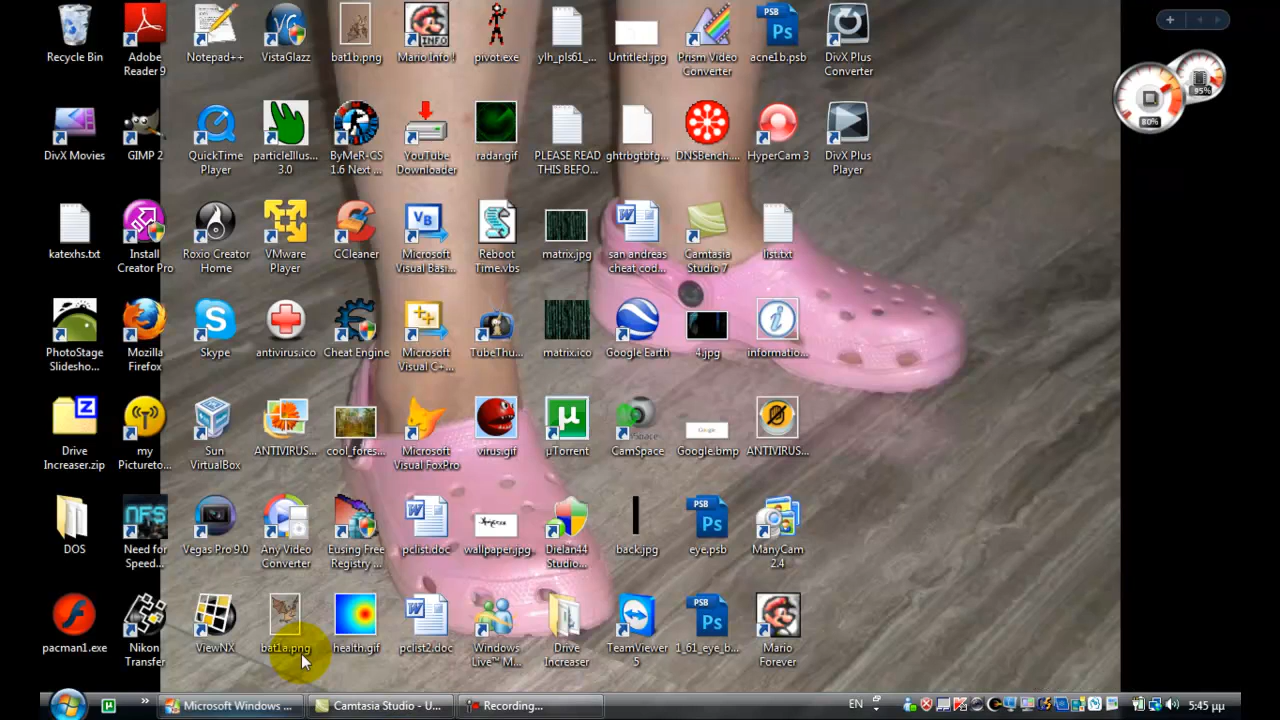 Recycle Bin
Adobe Reader 9
Notepad++
VistaGlazz
bat1b.png
Mario Info !
pivot.exe
ylh_pls61_...
Untitled.jpg
Prism Video Converter
acne1b.psb
DivX Plus Converter
DivX Movies
GIMP 2
QuickTime Player
particleIllus... 3.0
ByMeR-CS 1.6 Next ...
YouTube Downloader
radar.gif
PLEASE READ THIS BEFO...
ghtrbgtbfg...
DNSBench....
HyperCam 3
DivX Plus Player
katexhs.txt
Install Creator Pro
Roxio Creator Home
VMware Player
CCleaner
Microsoft Visual Basi...
Reboot Time.vbs
matrix.jpg
san andreas cheat cod...
Camtasia Studio 7
list.txt
PhotoStage Slidesho...
Mozilla Firefox
Skype
antivirus.ico
Cheat Engine
Microsoft Visual C+...
TubeThu...
matrix.ico
Google Earth
4.jpg
informatio...
Drive Increaser.zip
my Pictureto...
Sun VirtualBox
ANTIVIRUS...
cool_fores...
Microsoft Visual FoxPro
virus.gif
µTorrent
CamSpace
Google.bmp
ANTIVIRUS...
DOS
Need for Speed...
Vegas Pro 9.0
Any Video Converter
Eusing Free Registry ...
pclist.doc
wallpaper.jpg
Dielan44 Studio...
back.jpg
eye.psb
ManyCam 2.4
pacman1.exe
Nikon Transfer
ViewNX
bat1a.png
health.gif
pclist2.doc
Windows Live™ M...
Drive Increaser
TeamViewer 5
1_61_eye_b...
Mario Forever
80%
95%
Microsoft Windows ...
Camtasia Studio - U...
Recording...
EN
5:45 μμ